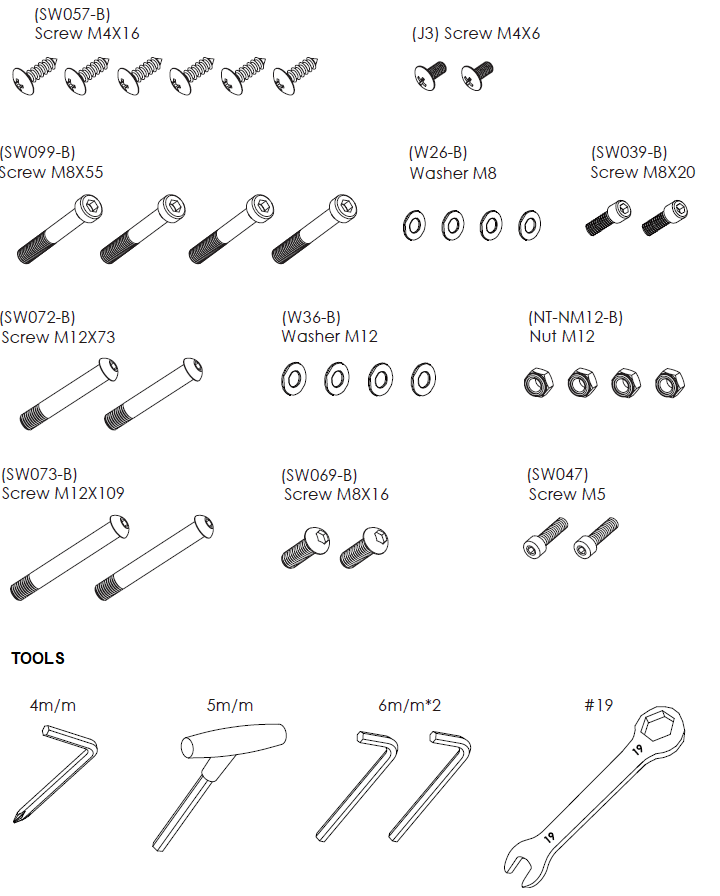 (SW057-B)
Screw M4X16
(J3) Screw M4X6
(SW099-B)
Screw M8X55
(W26-B)
Washer M8
(SW039-B)
Screw M8X20
(SW072-B)
Screw M12X73
(W36-B)
Washer M12
(NT-NM12-B)
Nut M12
(SW073-B)
Screw M12X109
(SW069-B)
Screw M8X16
(SW047)
Screw M5
TOOLS
4m/m
5m/m
6m/m*2
#19
19
19